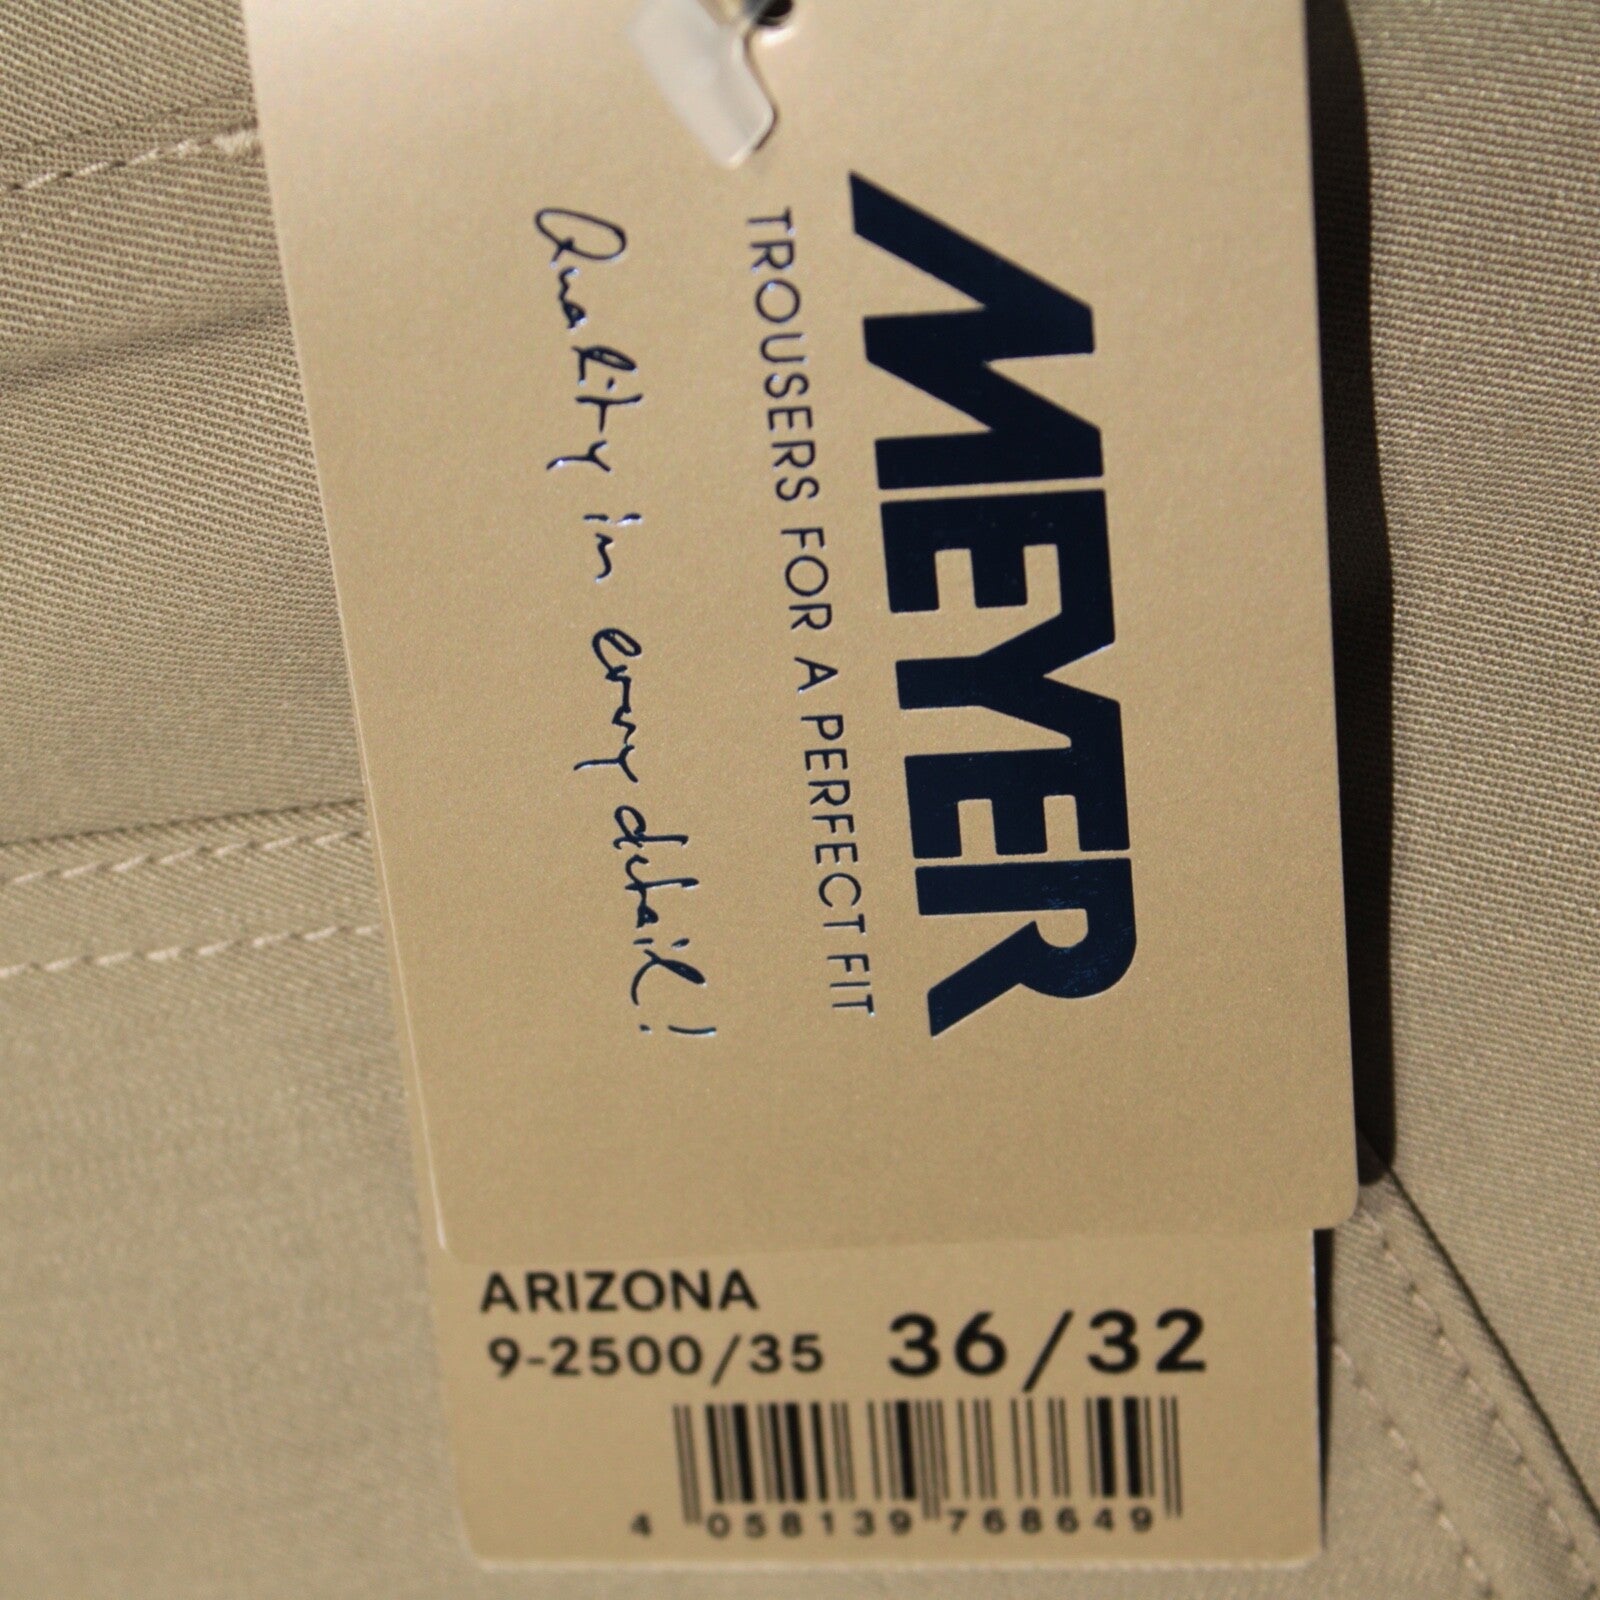 MEYER
TROUSERS FOR A PERFECT FIT
Quality in every detail!
ARIZONA
9-2500/35 36/32
4 058139 768649